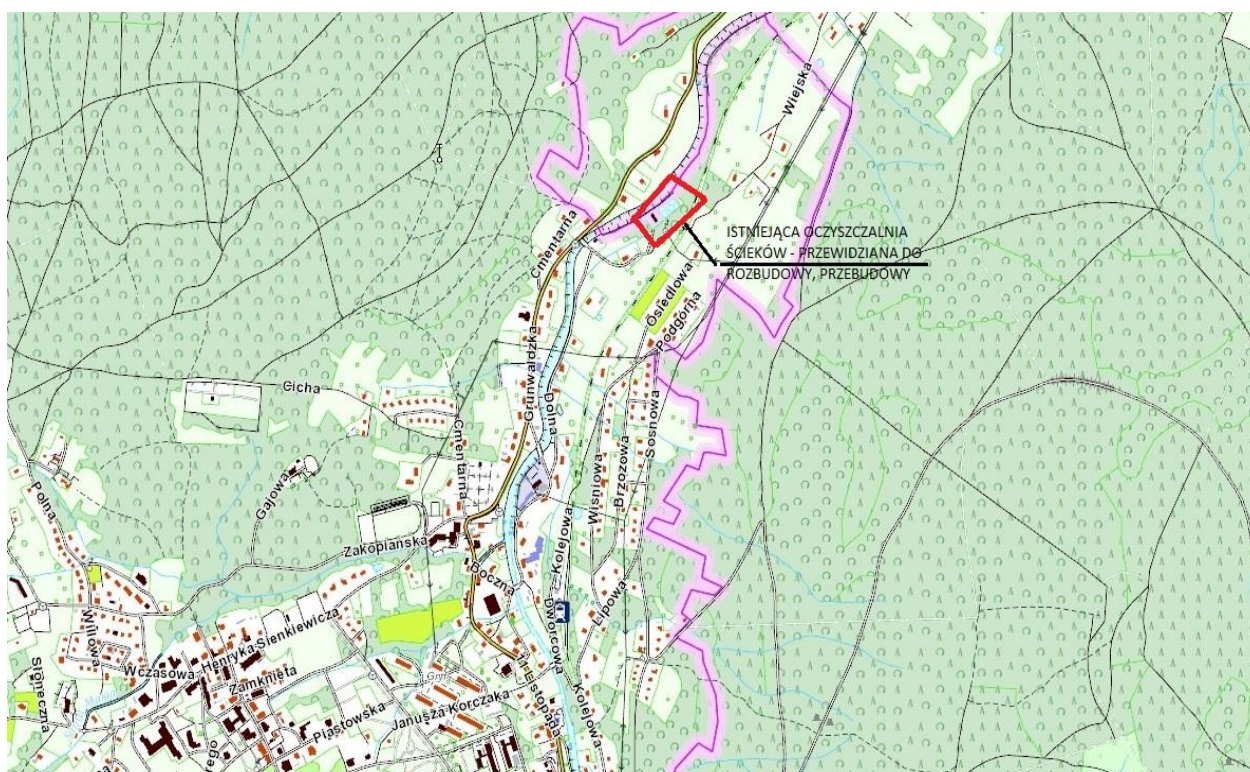 Wiejska
Cmentarna
ISTNIEJĄCA OCZYSZCZALNIA
ŚCIEKÓW - PRZEWIDZIANA DO
ROZBUDOWY, PRZEBUDOWY
Osiedlowa
Podgórna
Grunwaldzka
Cicha
Dolna
Cmentarna
Sosnowa
Brzozowa
Wiśniowa
Gajowa
Polna
Zakopiańska
Kolejowa
Boczna
Lipowa
Dworcowa
Willowa
Wczasowa
Henryka Sienkiewicza
Zamknięta
Słoneczna
Piastowska
Janusza Korczaka
Kolejowa